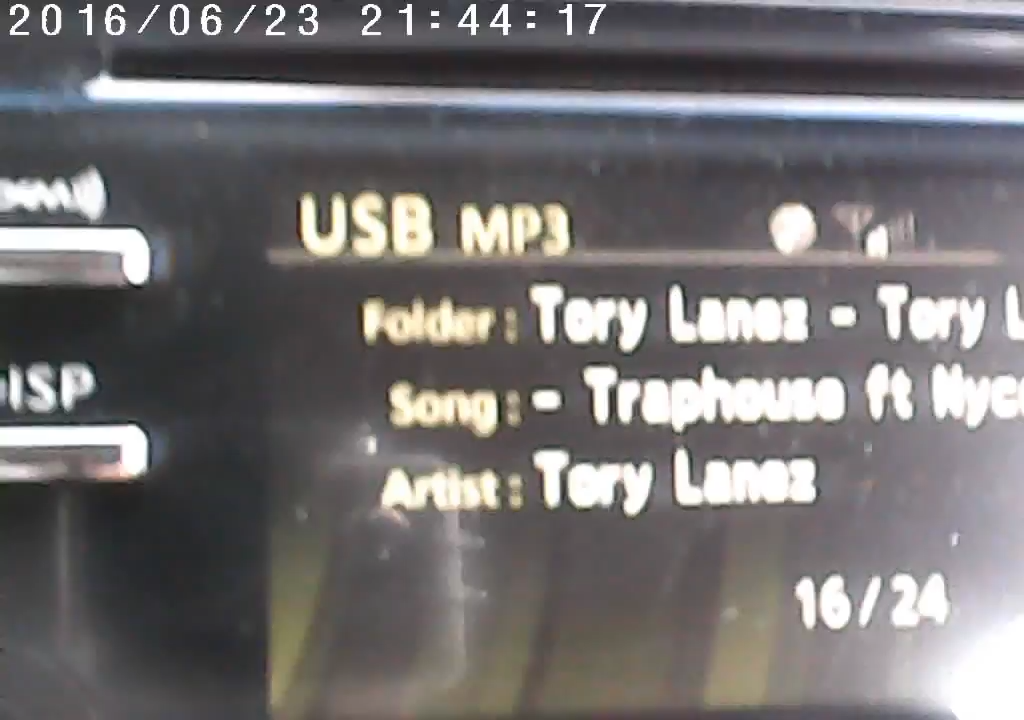 2016/06/23 21:44:17
USB MP3
Folder: Tory Lanez - Tory L
Song: - Traphouse ft Nyc
DISP
Artist: Tory Lanez
16/24